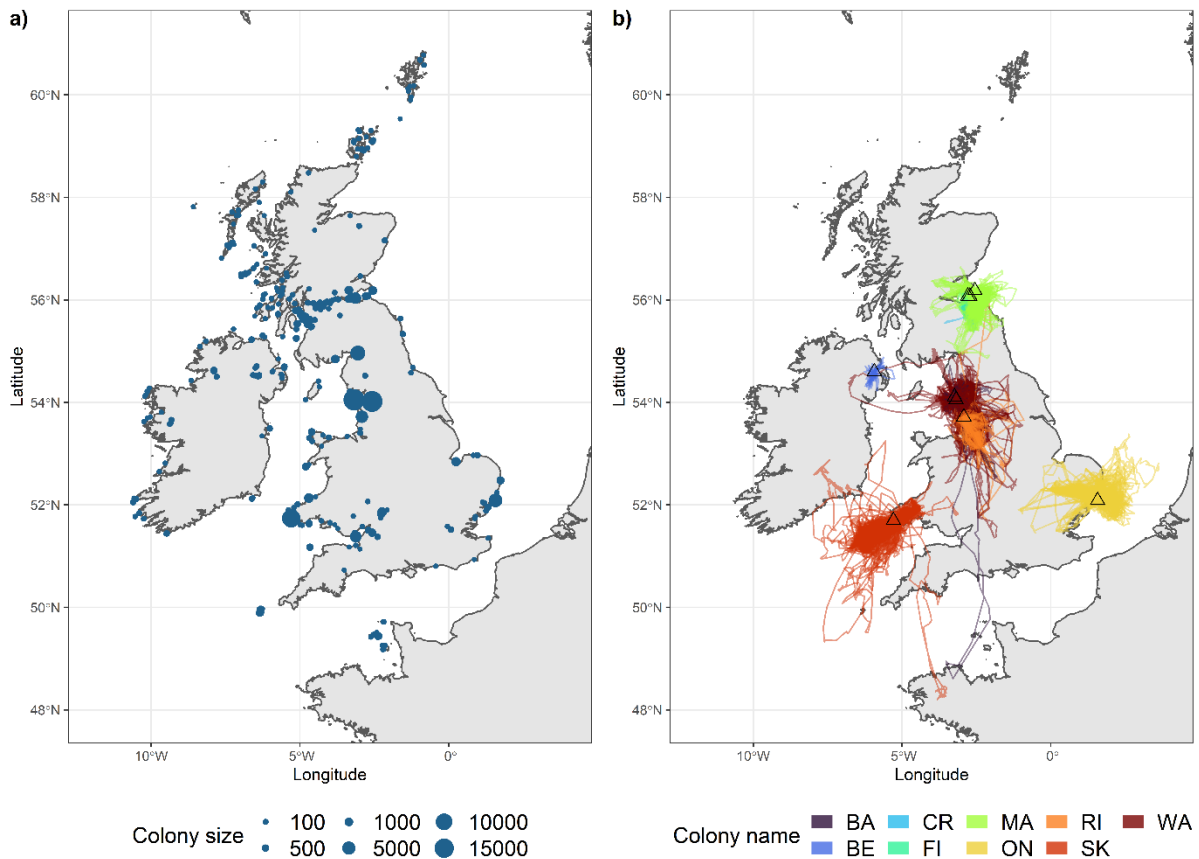 a)
60°N
58°N
56°N
54°N
52°N
50°N
48°N
Latitude
10°W 5°W 0°
Longitude
Colony size 100 1000 10000
500 5000 15000
b)
60°N
58°N
56°N
54°N
52°N
50°N
48°N
Latitude
10°W 5°W 0°
Longitude
Colony name BA CR MA RI WA
BE FI ON SK